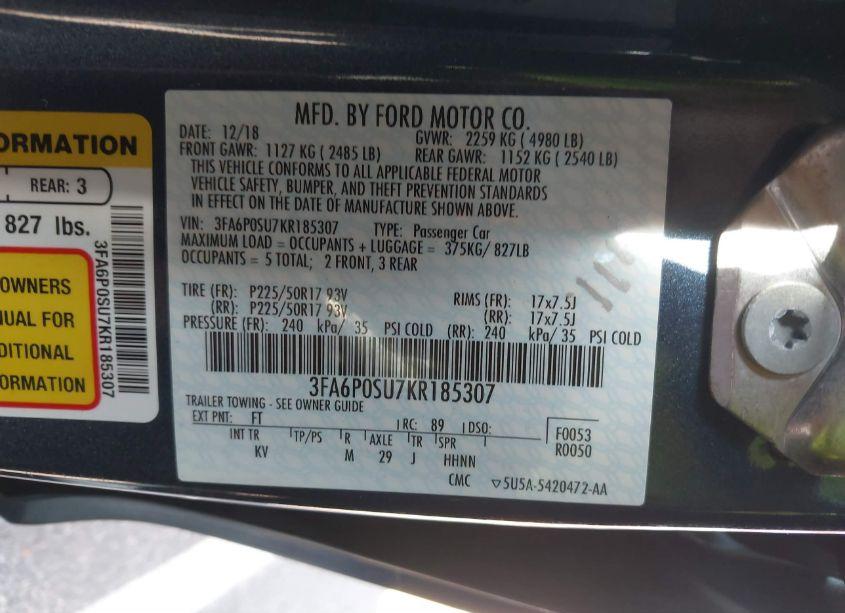 ORMATION
REAR: 3
827 lbs.
OWNERS
NUAL FOR
DITIONAL
FORMATION
3FA6P0SU7KR185307
MFD. BY FORD MOTOR CO.
DATE: 12/18 GVWR: 2259 KG ( 4980 LB)
FRONT GAWR: 1127 KG ( 2485 LB) REAR GAWR: 1152 KG ( 2540 LB)
THIS VEHICLE CONFORMS TO ALL APPLICABLE FEDERAL MOTOR
VEHICLE SAFETY, BUMPER, AND THEFT PREVENTION STANDARDS
IN EFFECT ON THE DATE OF MANUFACTURE SHOWN ABOVE.
VIN: 3FA6P0SU7KR185307 TYPE: Passenger Car
MAXIMUM LOAD = OCCUPANTS + LUGGAGE = 375KG/ 827LB
OCCUPANTS = 5 TOTAL; 2 FRONT, 3 REAR
TIRE (FR): P225/50R17 93V RIMS (FR): 17x7.5J
(RR): P225/50R17 93V (RR): 17x7.5J
PRESSURE (FR): 240 kPa/ 35 PSI COLD (RR): 240 kPa/ 35 PSI COLD
3FA6P0SU7KR185307
TRAILER TOWING - SEE OWNER GUIDE
EXT PNT: FT RC: 89 DSO: F0053
INT TR TP/PS R AXLE TR SPR R0050
KV M 29 J HHNN
CMC ▽5U5A-5420472-AA